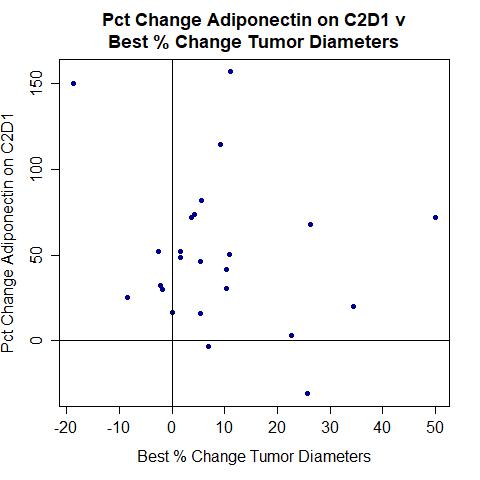 Pct Change Adiponectin on C2D1 v
Best % Change Tumor Diameters
Pct Change Adiponectin on C2D1
150
100
50
0
-20 -10 0 10 20 30 40 50
Best % Change Tumor Diameters